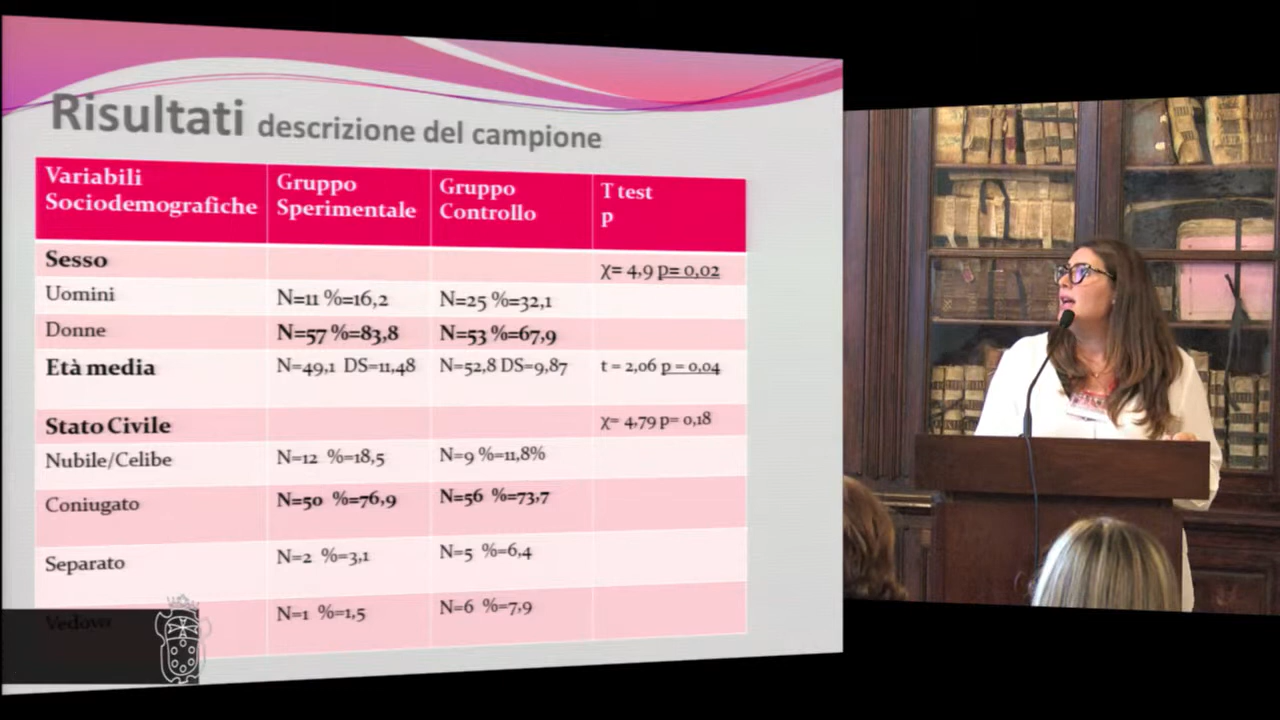 Risultati descrizione del campione
Variabili Sociodemografiche
Gruppo Sperimentale
Gruppo Controllo
T test p
Sesso
χ= 4,9 p= 0,02
Uomini
N=11 %=16,2
N=25 %=32,1
Donne
N=57 %=83,8
N=53 %=67,9
Età media
N=49,1 DS=11,48
N=52,8 DS=9,87
t = 2,06 p = 0,04
Stato Civile
χ= 4,79 p= 0,18
Nubile/Celibe
N=12 %=18,5
N=9 %=11,8%
Coniugato
N=50 %=76,9
N=56 %=73,7
Separato
N=2 %=3,1
N=5 %=6,4
Vedovo
N=1 %=1,5
N=6 %=7,9